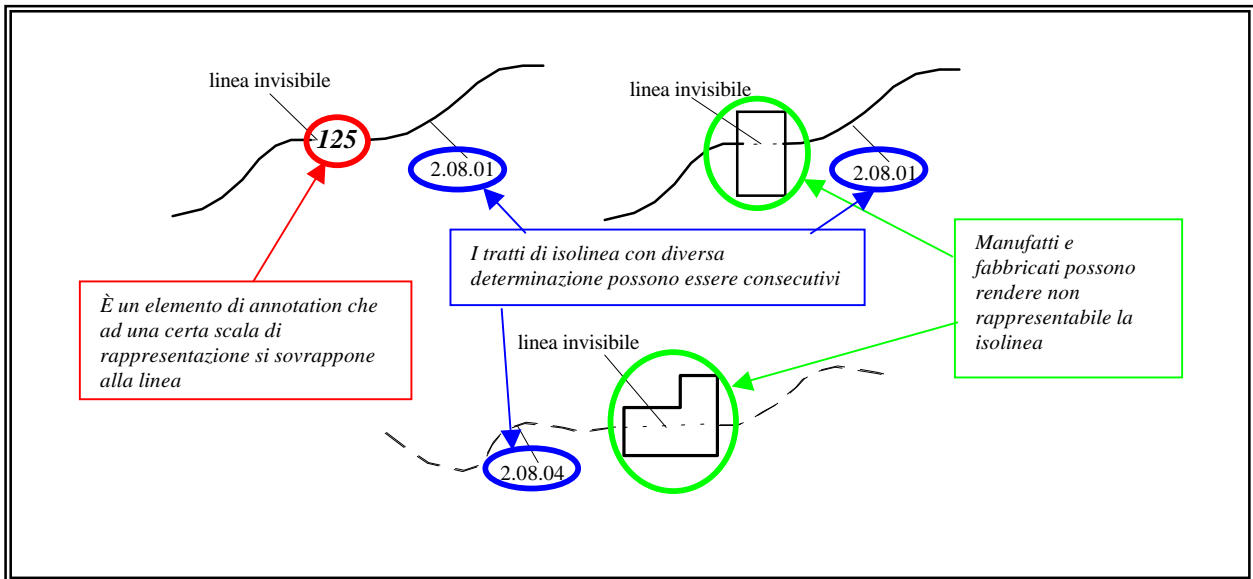 linea invisibile
125
2.08.01
linea invisibile
2.08.01
I tratti di isolinea con diversa
determinazione possono essere consecutivi
Manufatti e
fabbricati possono
rendere non
rappresentabile la
isolinea
È un elemento di annotation che
ad una certa scala di
rappresentazione si sovrappone
alla linea
linea invisibile
2.08.04